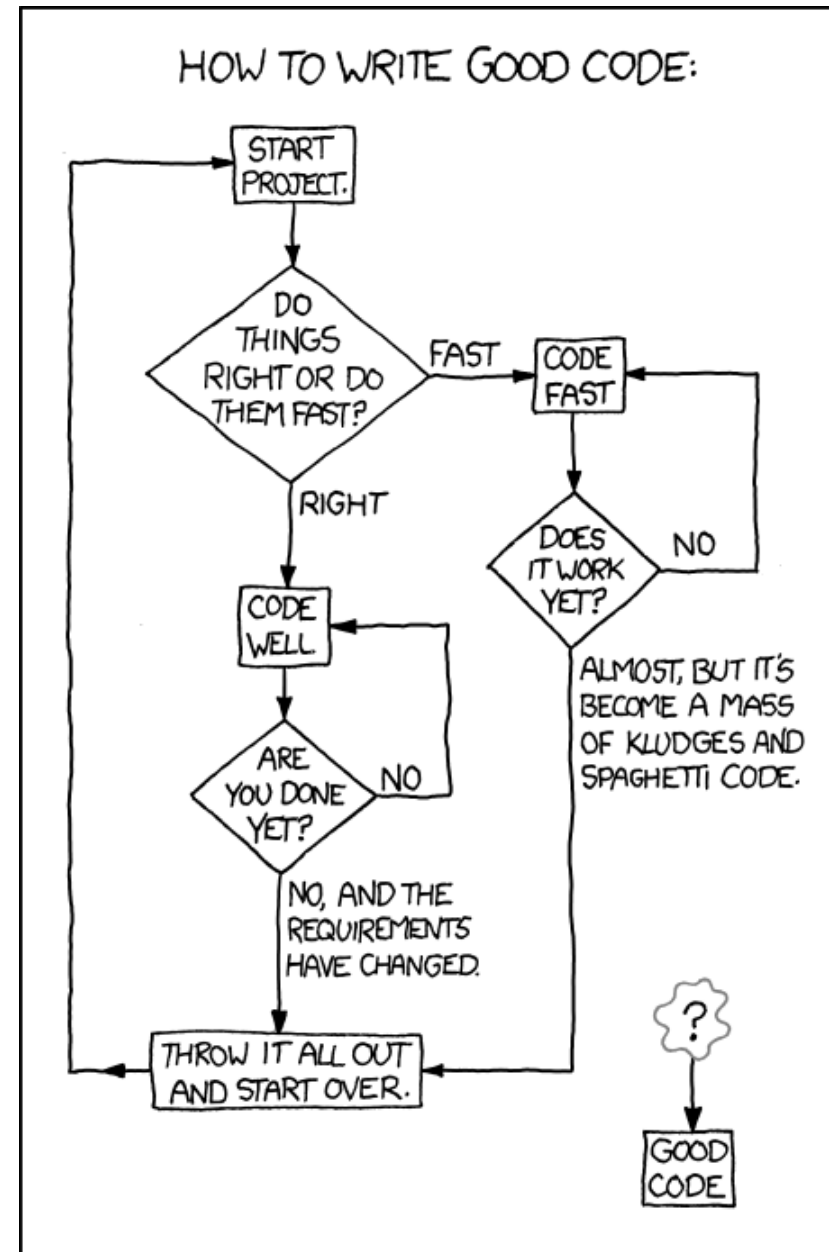 HOW TO WRITE GOOD CODE:
START
PROJECT.
DO
THINGS
RIGHT OR DO
THEM FAST?
FAST
CODE
FAST
RIGHT
DOES
IT WORK
YET?
NO
CODE
WELL.
ALMOST, BUT IT'S
BECOME A MASS
OF KLUDGES AND
SPAGHETTI CODE.
ARE
YOU DONE
YET?
NO
NO, AND THE
REQUIREMENTS
HAVE CHANGED.
THROW IT ALL OUT
AND START OVER.
?
GOOD
CODE